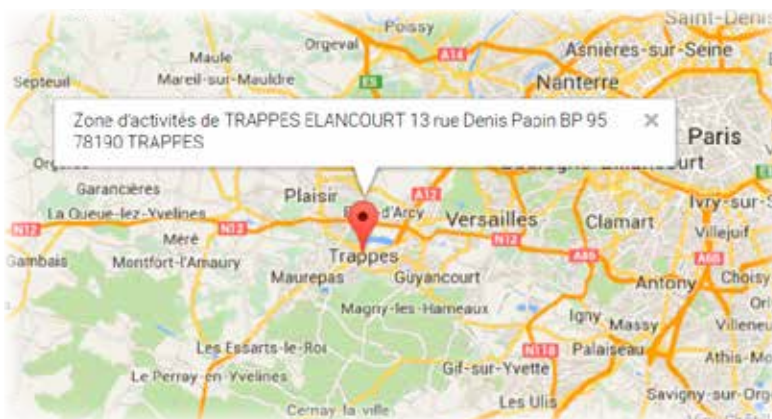 Saint-Denis
Poissy
Orgeval
A14
Asnières-sur-Seine
Maule
Septeuil
Mareil-sur-Mauldre
E5
Nanterre
Zone d'activités de TRAPPES ELANCOURT 13 rue Denis Papin BP 95
78190 TRAPPES
Paris
Garancières
Plaisir
A12
Ivry-sur-S
La Queue-lez-Yvelines
d'Arcy
Versailles
Clamart
N12
N12
Villejuif
Méré
N12
Gambais
Montfort-l'Amaury
Trappes
A86
A6B
Maurepas
Guyancourt
Antony
Choisy
Magny-les-Hameaux
Ori
Igny
Massy
Villeneu
Les Essarts-le-Roi
N118
Palaiseau
Athis-Mo
Le Perray-en-Yvelines
Gif-sur-Yvette
Savigny-sur-Org
Cernay-la-ville
Les Ulis